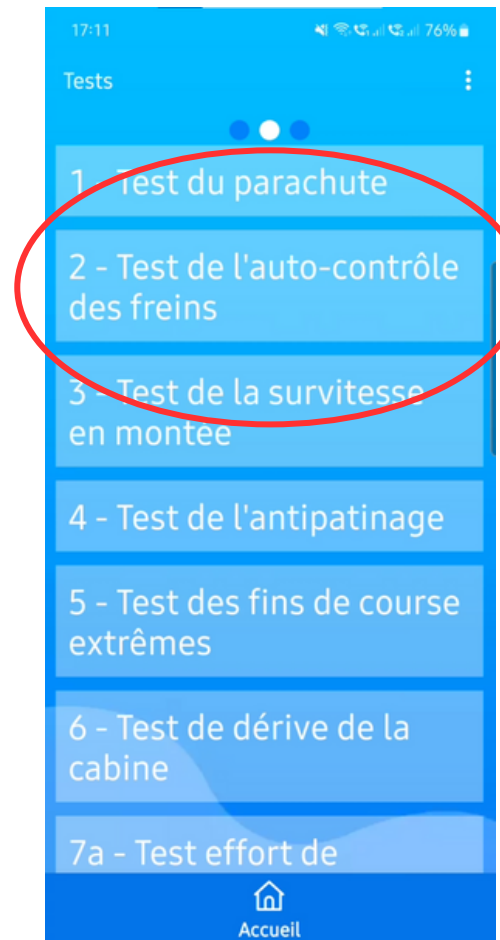 17:11 76%
Tests
1 - Test du parachute
2 - Test de l'auto-contrôle
des freins
3 - Test de la survitesse
en montée
4 - Test de l'antipatinage
5 - Test des fins de course
extrêmes
6 - Test de dérive de la
cabine
7a - Test effort de
Accueil